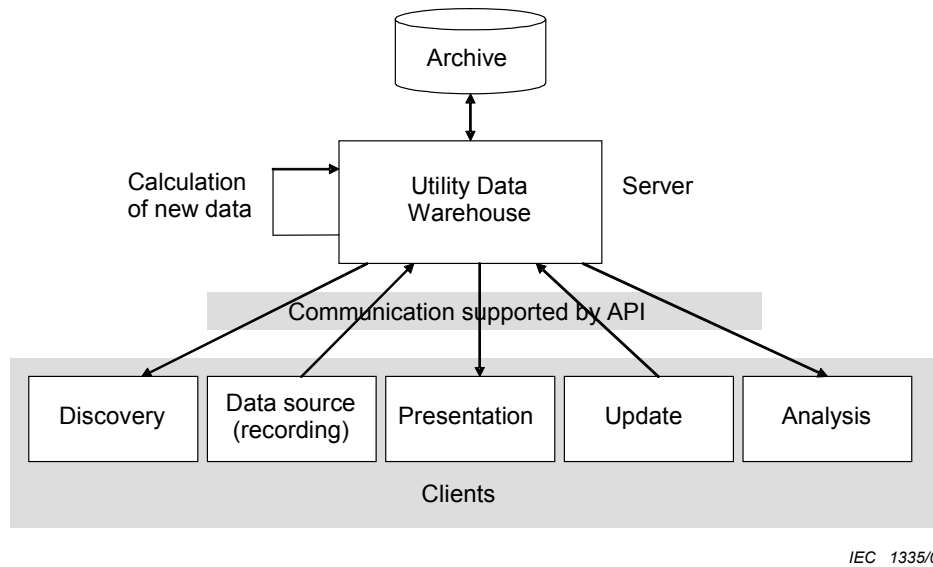 Archive
Calculation
of new data
Utility Data
Warehouse
Server
Communication supported by API
Discovery
Data source
(recording)
Presentation
Update
Analysis
Clients
IEC 1335/0